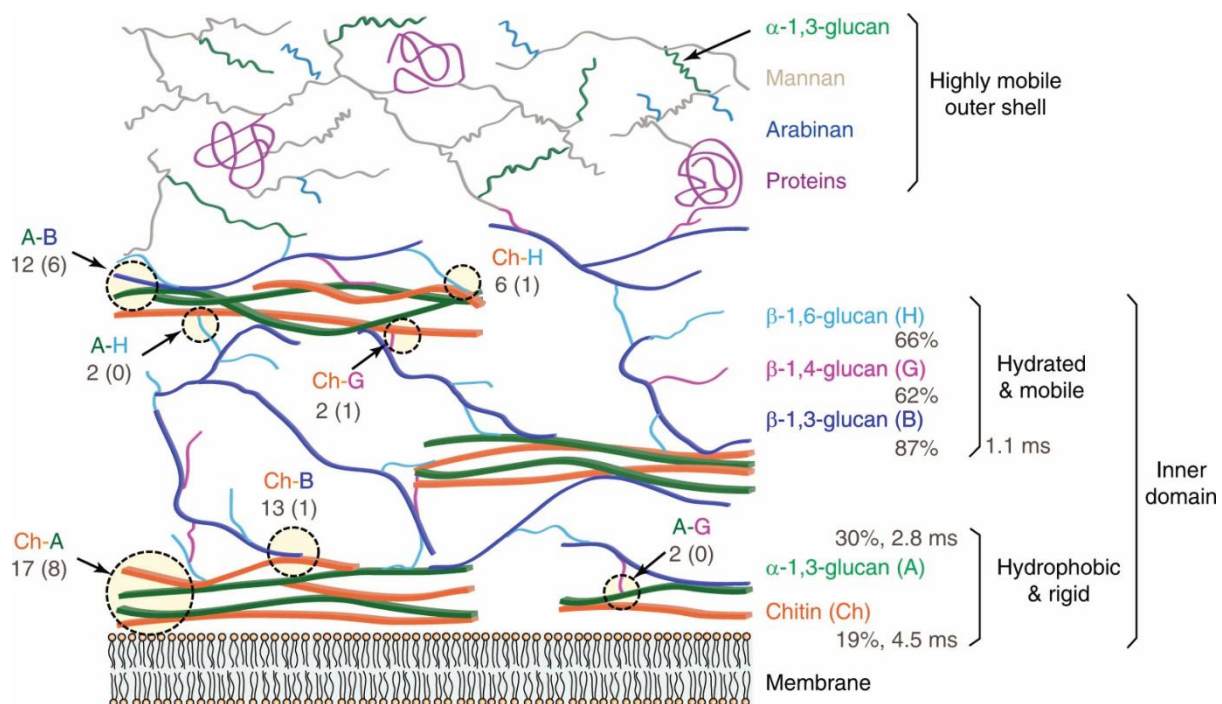 α-1,3-glucan
Mannan
Arabinan
Proteins
Highly mobile
outer shell
A-B
12 (6)
Ch-H
6 (1)
A-H
2 (0)
Ch-G
2 (1)
β-1,6-glucan (H)
66%
β-1,4-glucan (G)
62%
β-1,3-glucan (B)
87%
Hydrated
& mobile
1.1 ms
Ch-B
13 (1)
Ch-A
17 (8)
A-G
2 (0)
30%, 2.8 ms
α-1,3-glucan (A)
Chitin (Ch)
19%, 4.5 ms
Hydrophobic
& rigid
Inner
domain
Membrane